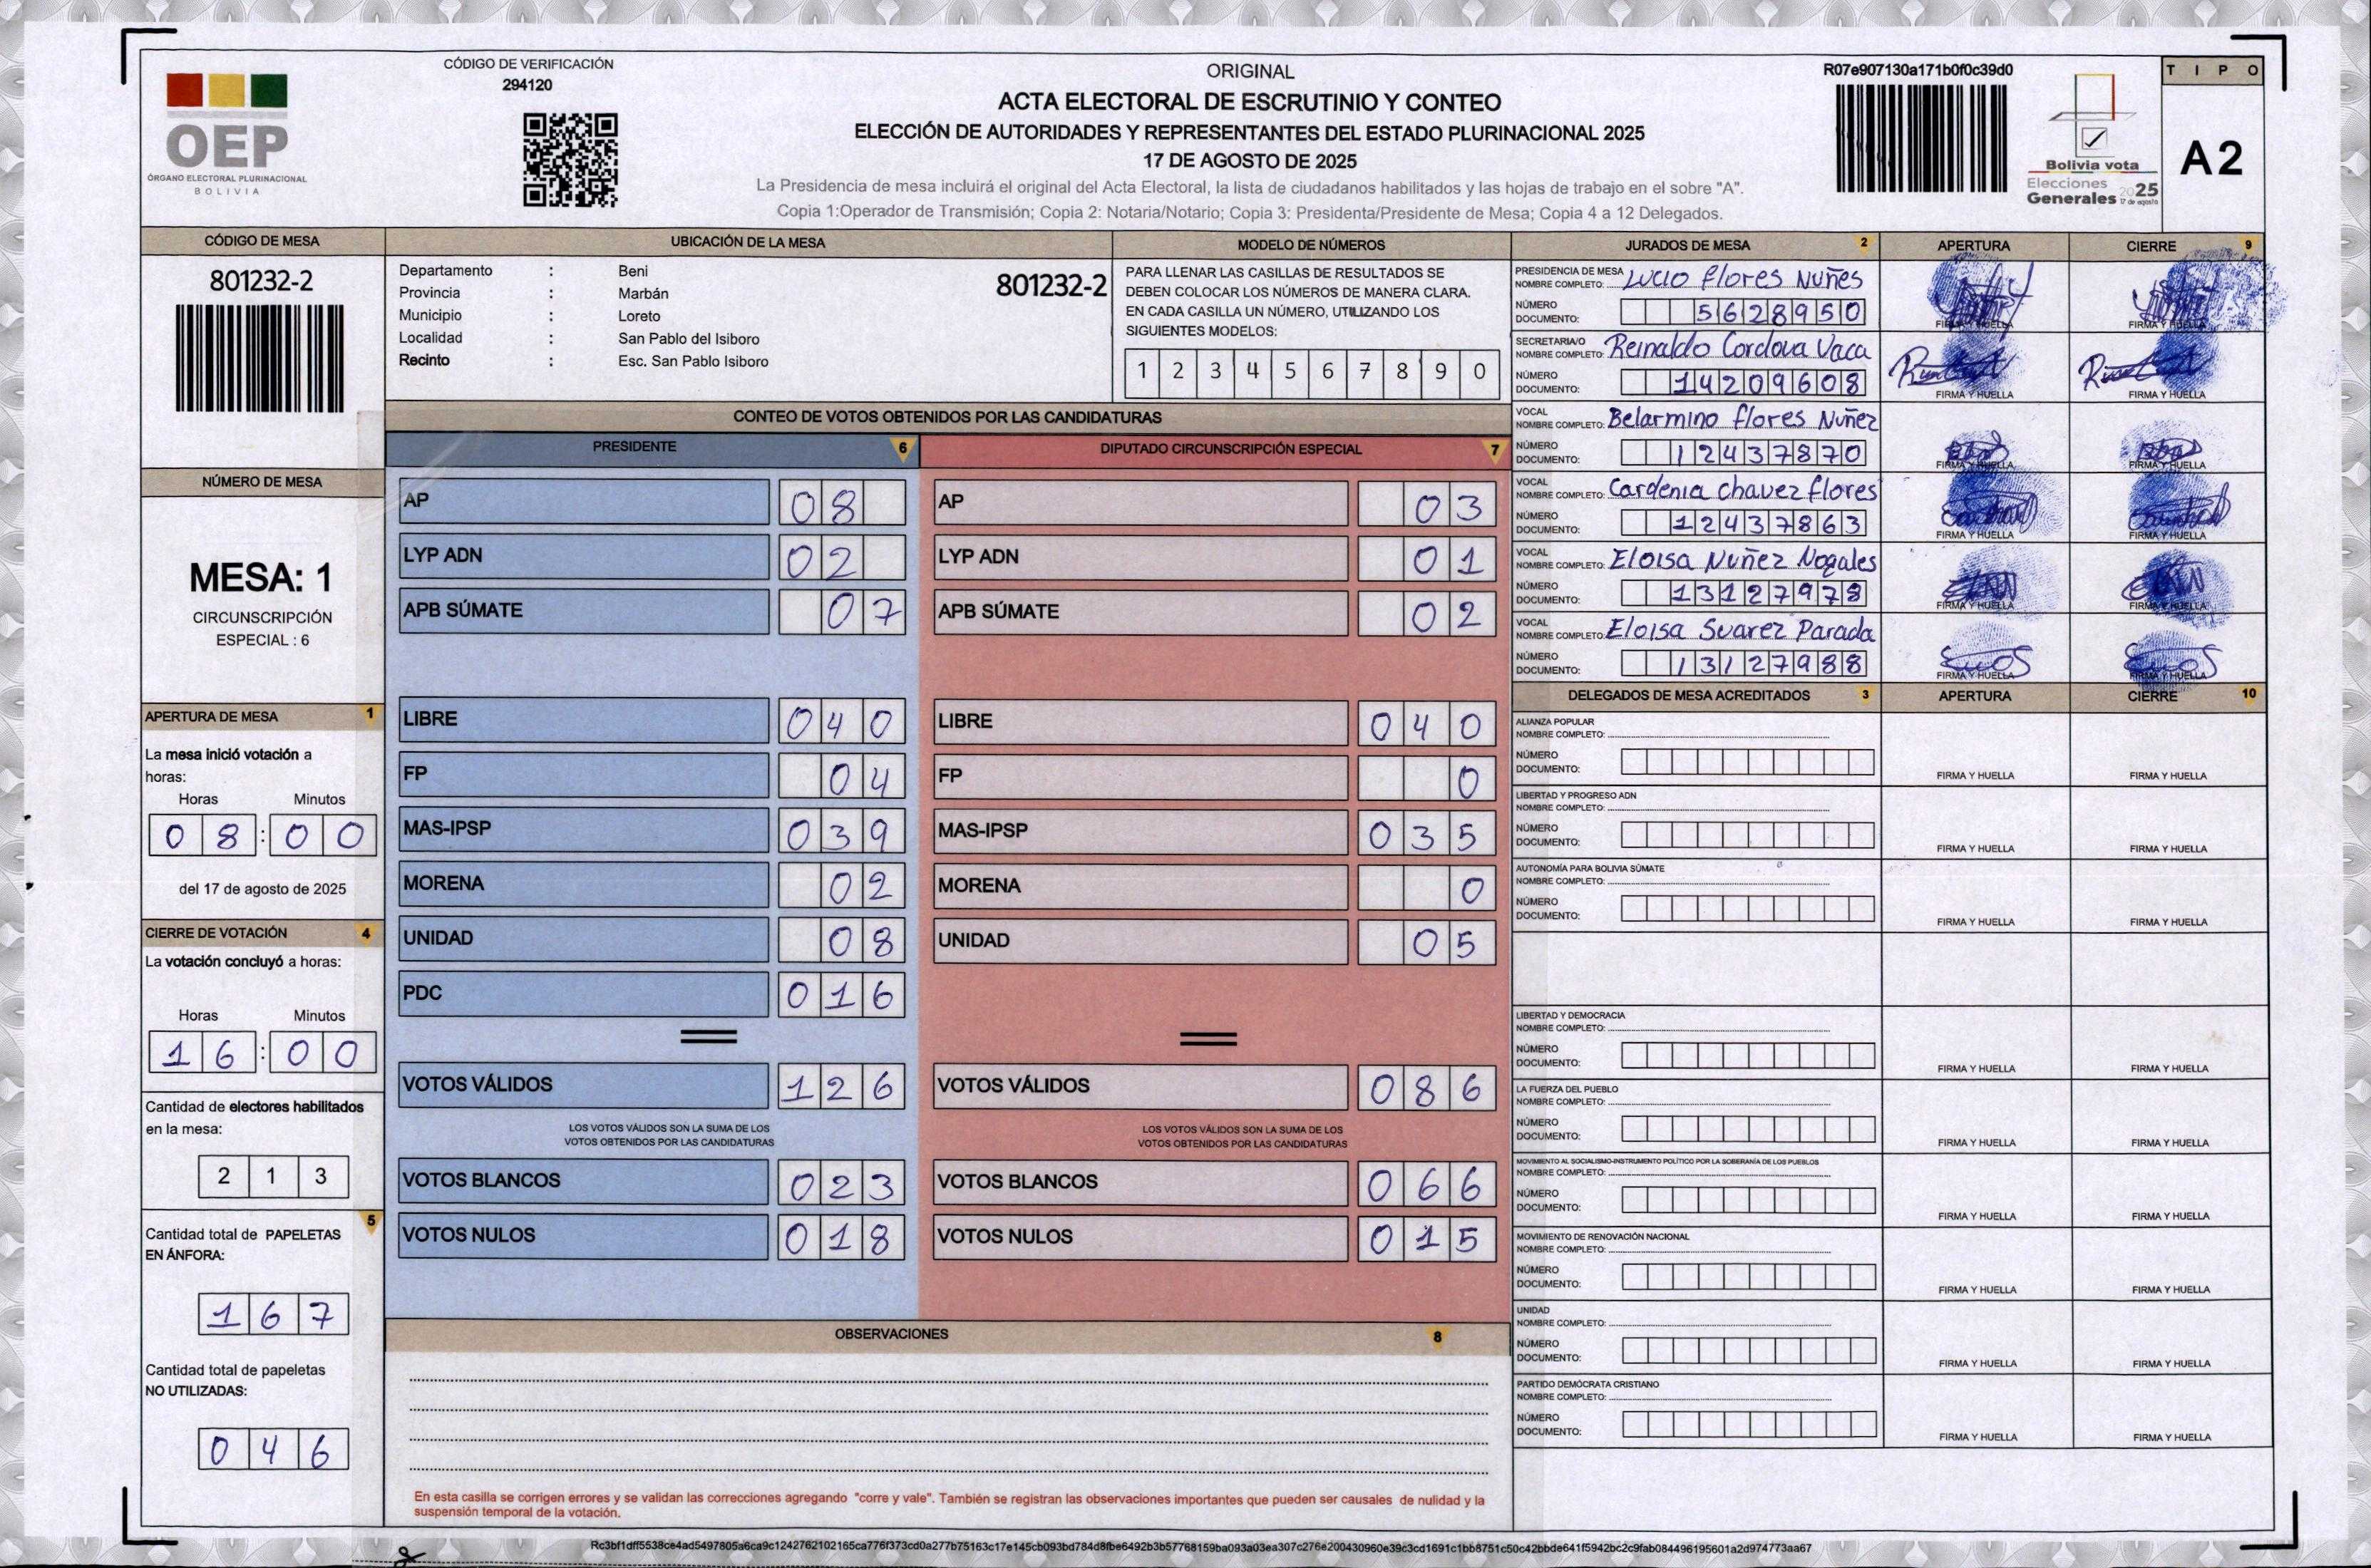 CÓDIGO DE VERIFICACIÓN
294120
OEP
ÓRGANO ELECTORAL PLURINACIONAL
BOLIVIA
ORIGINAL
ACTA ELECTORAL DE ESCRUTINIO Y CONTEO
ELECCIÓN DE AUTORIDADES Y REPRESENTANTES DEL ESTADO PLURINACIONAL 2025
17 DE AGOSTO DE 2025
La Presidencia de mesa incluirá el original del Acta Electoral, la lista de ciudadanos habilitados y las hojas de trabajo en el sobre "A".
Copia 1:Operador de Transmisión; Copia 2: Notaria/Notario; Copia 3: Presidenta/Presidente de Mesa; Copia 4 a 12 Delegados.
R07e907130a171b0f0c39d0
Bolivia vota
Elecciones
Generales 2025
17 de agosto
TIPO
A2
CÓDIGO DE MESA
801232-2
NÚMERO DE MESA
MESA: 1
CIRCUNSCRIPCIÓN
ESPECIAL : 6
APERTURA DE MESA 1
La mesa inició votación a
horas:
Horas Minutos
08:00
del 17 de agosto de 2025
CIERRE DE VOTACIÓN 4
La votación concluyó a horas:
Horas Minutos
16:00
Cantidad de electores habilitados
en la mesa:
213
5
Cantidad total de PAPELETAS
EN ÁNFORA:
167
Cantidad total de papeletas
NO UTILIZADAS:
046
UBICACIÓN DE LA MESA
Departamento : Beni
801232-2
Provincia : Marbán
Municipio : Loreto
Localidad : San Pablo del Isiboro
Recinto : Esc. San Pablo Isiboro
MODELO DE NÚMEROS
PARA LLENAR LAS CASILLAS DE RESULTADOS SE
DEBEN COLOCAR LOS NÚMEROS DE MANERA CLARA.
EN CADA CASILLA UN NÚMERO, UTILIZANDO LOS
SIGUIENTES MODELOS:
1 2 3 4 5 6 7 8 9 0
CONTEO DE VOTOS OBTENIDOS POR LAS CANDIDATURAS
PRESIDENTE 6
AP 08
LYP ADN 02
APB SÚMATE 07
LIBRE 040
FP 04
MAS-IPSP 039
MORENA 02
UNIDAD 08
PDC 016
VOTOS VÁLIDOS 126
LOS VOTOS VÁLIDOS SON LA SUMA DE LOS
VOTOS OBTENIDOS POR LAS CANDIDATURAS
VOTOS BLANCOS 023
VOTOS NULOS 018
DIPUTADO CIRCUNSCRIPCIÓN ESPECIAL 7
AP 03
LYP ADN 01
APB SÚMATE 02
LIBRE 040
FP 0
MAS-IPSP 035
MORENA 0
UNIDAD 05
VOTOS VÁLIDOS 086
LOS VOTOS VÁLIDOS SON LA SUMA DE LOS
VOTOS OBTENIDOS POR LAS CANDIDATURAS
VOTOS BLANCOS 066
VOTOS NULOS 015
OBSERVACIONES 8
En esta casilla se corrigen errores y se validan las correcciones agregando "corre y vale". También se registran las observaciones importantes que pueden ser causales de nulidad y la
suspensión temporal de la votación.
JURADOS DE MESA 2 APERTURA CIERRE 9
PRESIDENCIA DE MESA
NOMBRE COMPLETO: Lucio Flores Nuñes
NÚMERO
DOCUMENTO: 5628950
FIRMA Y HUELLA FIRMA Y HUELLA
SECRETARIA/O
NOMBRE COMPLETO: Reinaldo Cordova Vaca
NÚMERO
DOCUMENTO: 14209608
FIRMA Y HUELLA FIRMA Y HUELLA
VOCAL
NOMBRE COMPLETO: Belarmino flores Nuñez
NÚMERO
DOCUMENTO: 12437870
FIRMA Y HUELLA FIRMA Y HUELLA
VOCAL
NOMBRE COMPLETO: Cardenia chavez flores
NÚMERO
DOCUMENTO: 12437863
FIRMA Y HUELLA FIRMA Y HUELLA
VOCAL
NOMBRE COMPLETO: Eloisa Nuñez Nogales
NÚMERO
DOCUMENTO: 13127978
FIRMA Y HUELLA FIRMA Y HUELLA
VOCAL
NOMBRE COMPLETO: Eloisa Suarez Parada
NÚMERO
DOCUMENTO: 13127988
FIRMA Y HUELLA FIRMA Y HUELLA
DELEGADOS DE MESA ACREDITADOS 3 APERTURA CIERRE 10
ALIANZA POPULAR
NOMBRE COMPLETO:
NÚMERO
DOCUMENTO:
FIRMA Y HUELLA FIRMA Y HUELLA
LIBERTAD Y PROGRESO ADN
NOMBRE COMPLETO:
NÚMERO
DOCUMENTO:
FIRMA Y HUELLA FIRMA Y HUELLA
AUTONOMÍA PARA BOLIVIA SÚMATE
NOMBRE COMPLETO:
NÚMERO
DOCUMENTO:
FIRMA Y HUELLA FIRMA Y HUELLA
LIBERTAD Y DEMOCRACIA
NOMBRE COMPLETO:
NÚMERO
DOCUMENTO:
FIRMA Y HUELLA FIRMA Y HUELLA
LA FUERZA DEL PUEBLO
NOMBRE COMPLETO:
NÚMERO
DOCUMENTO:
FIRMA Y HUELLA FIRMA Y HUELLA
MOVIMIENTO AL SOCIALISMO-INSTRUMENTO POLÍTICO POR LA SOBERANÍA DE LOS PUEBLOS
NOMBRE COMPLETO:
NÚMERO
DOCUMENTO:
FIRMA Y HUELLA FIRMA Y HUELLA
MOVIMIENTO DE RENOVACIÓN NACIONAL
NOMBRE COMPLETO:
NÚMERO
DOCUMENTO:
FIRMA Y HUELLA FIRMA Y HUELLA
UNIDAD
NOMBRE COMPLETO:
NÚMERO
DOCUMENTO:
FIRMA Y HUELLA FIRMA Y HUELLA
PARTIDO DEMÓCRATA CRISTIANO
NOMBRE COMPLETO:
NÚMERO
DOCUMENTO:
FIRMA Y HUELLA FIRMA Y HUELLA